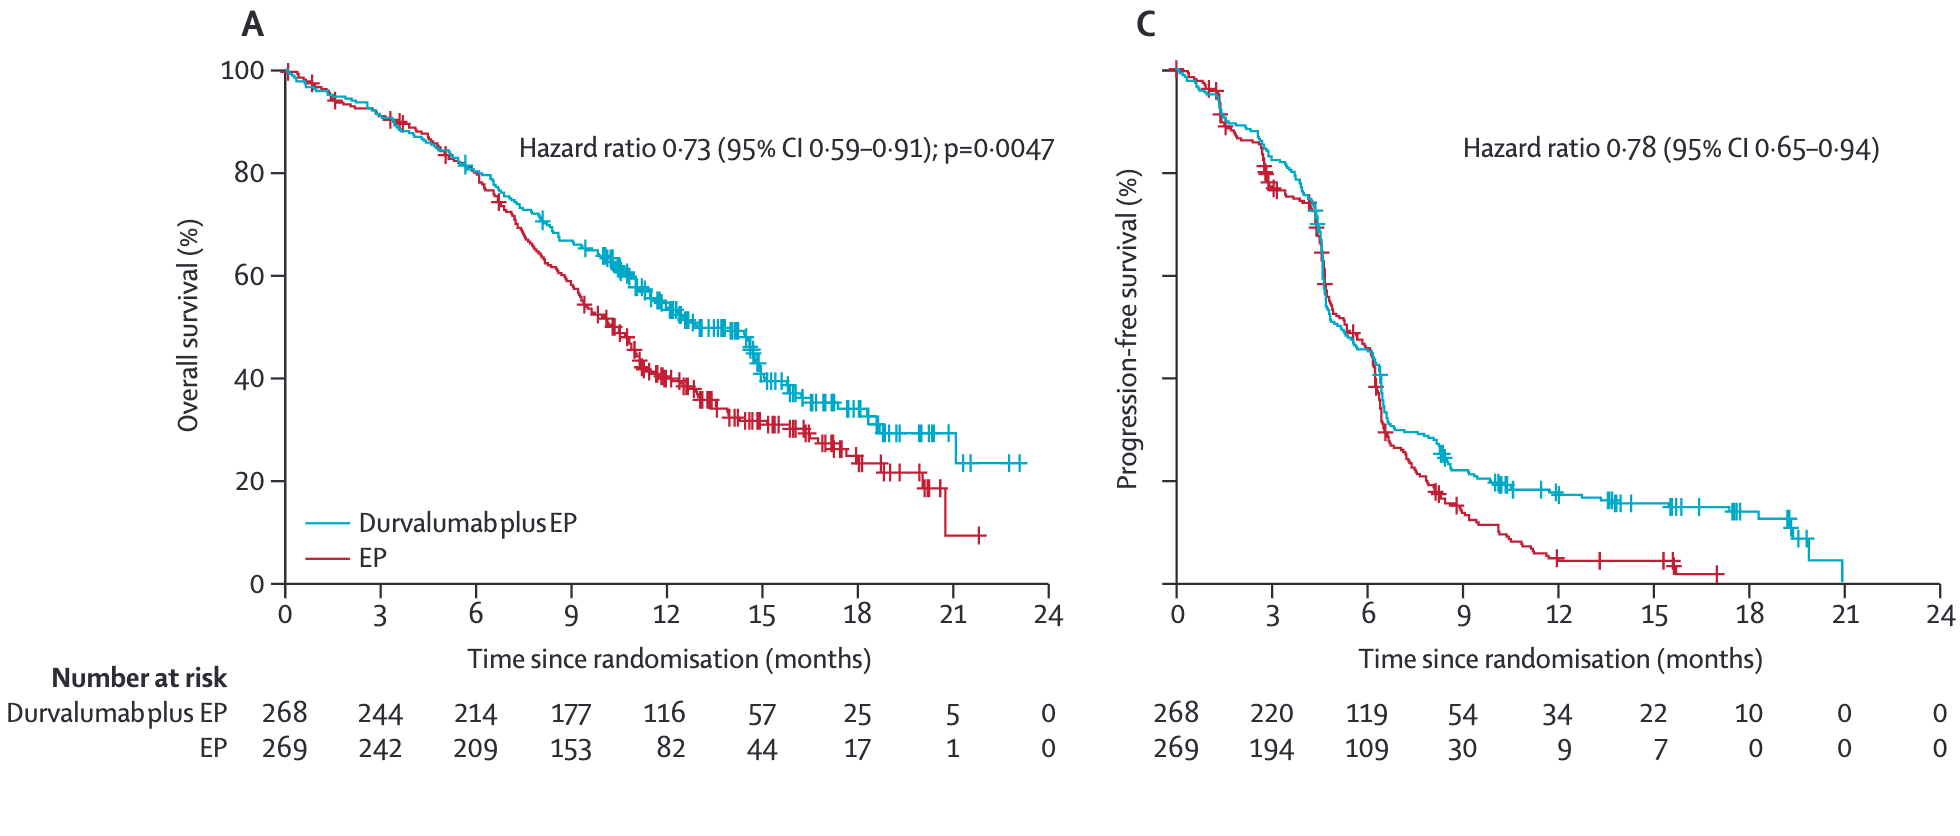 A
100
80
60
40
20
0
Overall survival (%)
Hazard ratio 0·73 (95% CI 0·59–0·91); p=0·0047
Durvalumab plus EP
EP
0 3 6 9 12 15 18 21 24
Time since randomisation (months)
C
Progression-free survival (%)
Hazard ratio 0·78 (95% CI 0·65–0·94)
0 3 6 9 12 15 18 21 24
Time since randomisation (months)
Number at risk
Durvalumab plus EP 268 244 214 177 116 57 25 5 0 268 220 119 54 34 22 10 0 0
EP 269 242 209 153 82 44 17 1 0 269 194 109 30 9 7 0 0 0